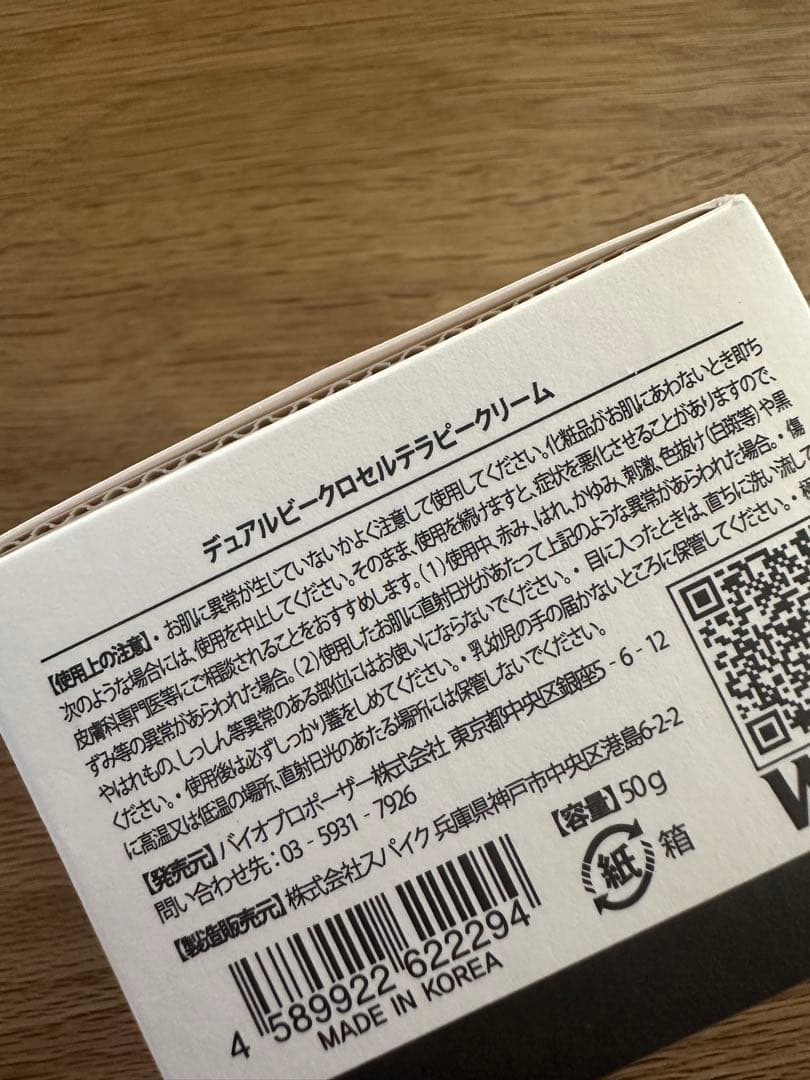 デュアルビークロセルテラピークリーム
【使用上の注意】・お肌に異常が生じていないかよく注意して使用してください。化粧品がお肌にあわないとき即ち
次のような場合には、使用を中止してください。そのまま、使用を続けますと、症状を悪化させることがありますので、
皮膚科専門医等にご相談されることをおすすめします。(1)使用中、赤み、はれ、かゆみ、刺激、色抜け(白斑等)や黒
ずみ等の異常があらわれた場合。(2)使用したお肌に直射日光があたって上記のような異常があらわれた場合。・傷
やはれもの、しっしん等異常のある部位にはお使いにならないでください。・目に入ったときは、直ちに洗い流して
ください。・使用後は必ずしっかり蓋をしめてください。・乳幼児の手の届かないところに保管してください。・極
に高温又は低温の場所、直射日光のあたる場所には保管しないでください。
【発売元】バイオプロポーザー株式会社 東京都中央区銀座5-6-12
問い合わせ先:03-5931-7926
【製造販売元】株式会社スパイク 兵庫県神戸市中央区港島6-2-2
【容量】50g
紙 箱
4 589922 622294
MADE IN KOREA